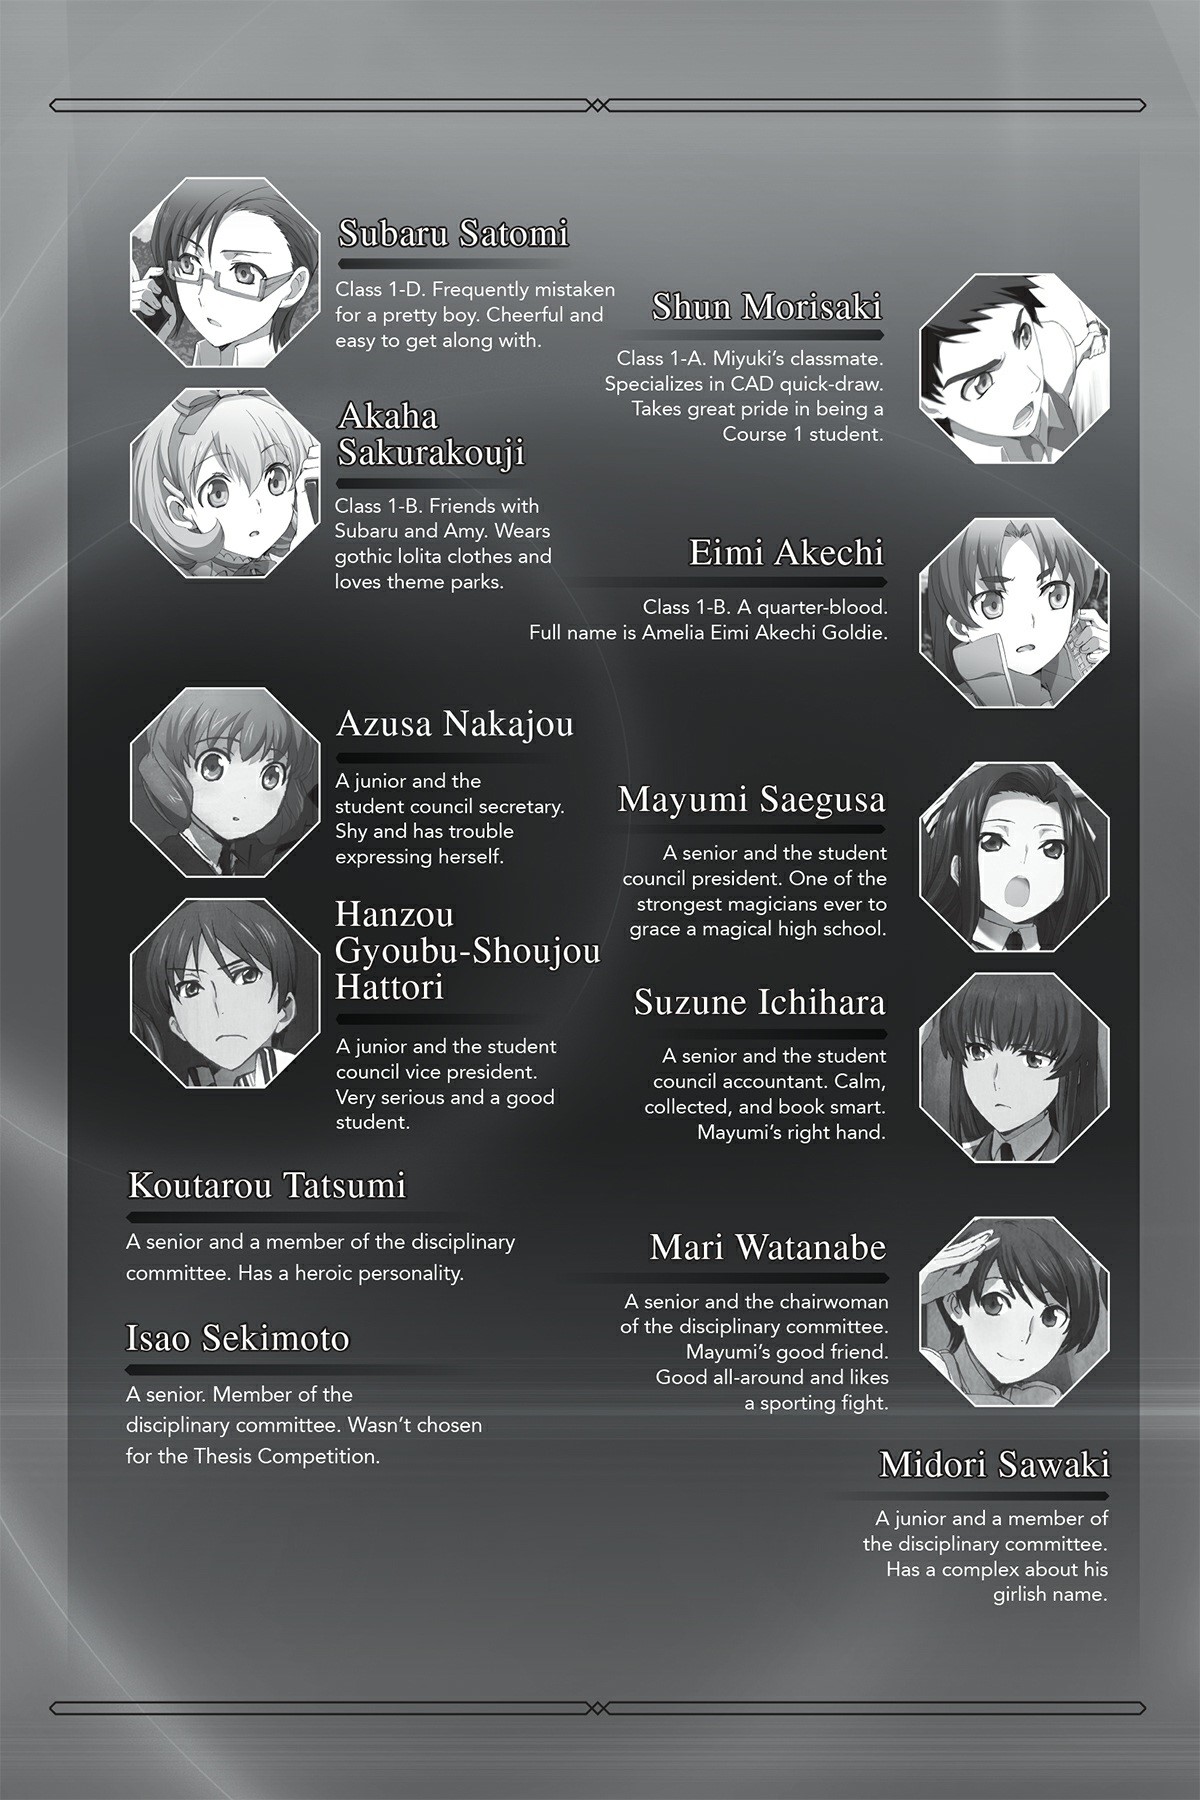 Subaru Satomi
Class 1-D. Frequently mistaken
for a pretty boy. Cheerful and
easy to get along with.
Shun Morisaki
Class 1-A. Miyuki’s classmate.
Specializes in CAD quick-draw.
Takes great pride in being a
Course 1 student.
Akaha
Sakurakouji
Class 1-B. Friends with
Subaru and Amy. Wears
gothic lolita clothes and
loves theme parks.
Eimi Akechi
Class 1-B. A quarter-blood.
Full name is Amelia Eimi Akechi Goldie.
Azusa Nakajou
A junior and the
student council secretary.
Shy and has trouble
expressing herself.
Mayumi Saegusa
A senior and the student
council president. One of the
strongest magicians ever to
grace a magical high school.
Hanzou
Gyoubu-Shoujou
Hattori
A junior and the student
council vice president.
Very serious and a good
student.
Suzune Ichihara
A senior and the student
council accountant. Calm,
collected, and book smart.
Mayumi’s right hand.
Koutarou Tatsumi
A senior and a member of the disciplinary
committee. Has a heroic personality.
Mari Watanabe
A senior and the chairwoman
of the disciplinary committee.
Mayumi’s good friend.
Good all-around and likes
a sporting fight.
Isao Sekimoto
A senior. Member of the
disciplinary committee. Wasn’t chosen
for the Thesis Competition.
Midori Sawaki
A junior and a member of
the disciplinary committee.
Has a complex about his
girlish name.